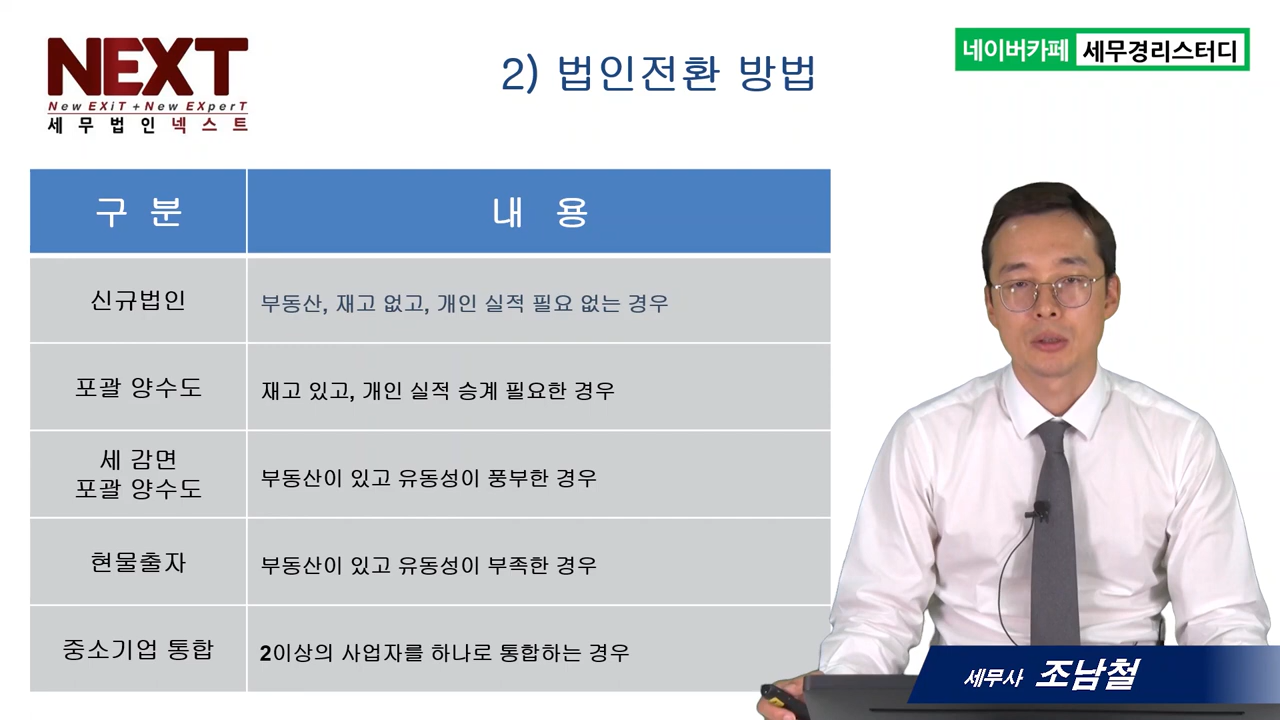 NEXT
New EXiT + New EXperT
세무법인넥스트
2) 법인전환 방법
네이버카페 세무경리스터디
구 분
내 용
신규법인
부동산, 재고 없고, 개인 실적 필요 없는 경우
포괄 양수도
재고 있고, 개인 실적 승계 필요한 경우
세 감면
포괄 양수도
부동산이 있고 유동성이 풍부한 경우
현물출자
부동산이 있고 유동성이 부족한 경우
중소기업 통합
2이상의 사업자를 하나로 통합하는 경우
세무사 조남철